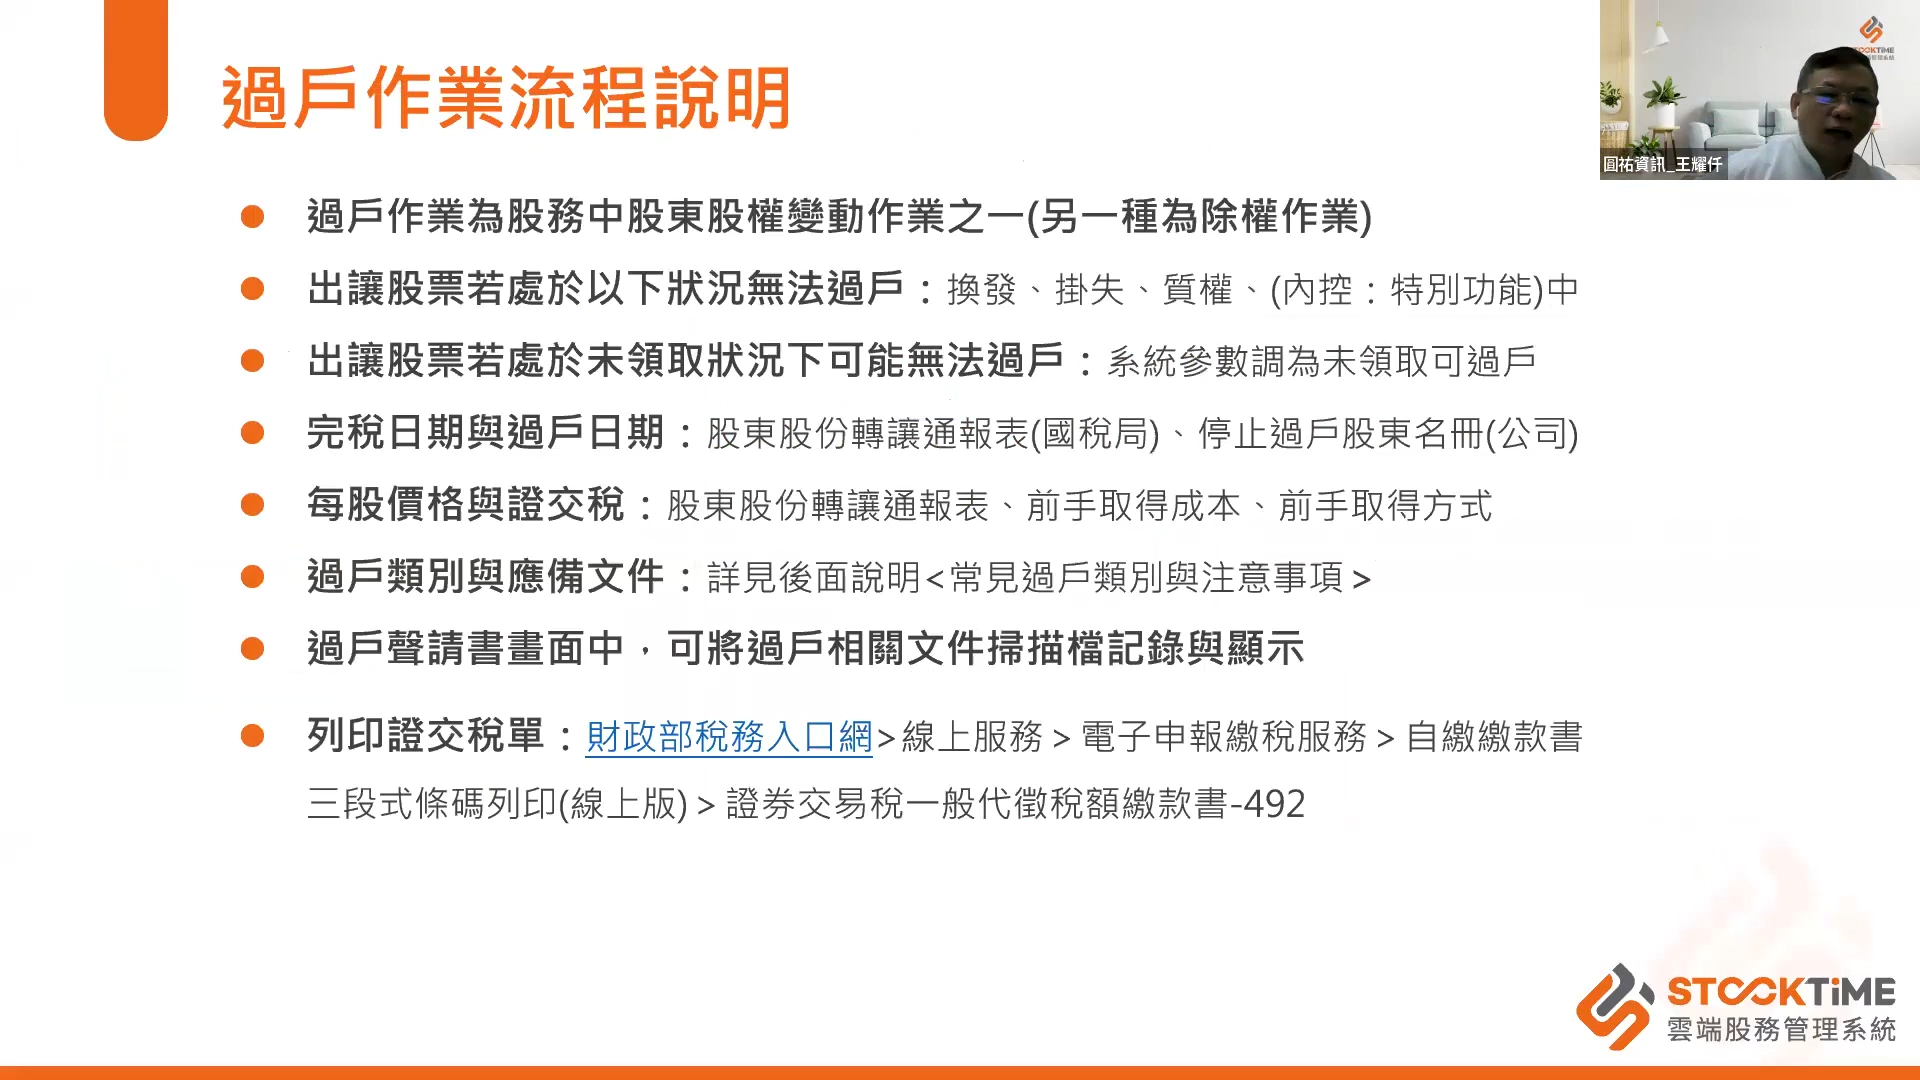 過戶作業流程說明
STOCKTiME
圓祐資訊_王耀仟
過戶作業為股務中股東股權變動作業之一(另一種為除權作業)
出讓股票若處於以下狀況無法過戶：換發、掛失、質權、(內控：特別功能)中
出讓股票若處於未領取狀況下可能無法過戶：系統參數調為未領取可過戶
完稅日期與過戶日期：股東股份轉讓通報表(國稅局)、停止過戶股東名冊(公司)
每股價格與證交稅：股東股份轉讓通報表、前手取得成本、前手取得方式
過戶類別與應備文件：詳見後面說明<常見過戶類別與注意事項>
過戶聲請書畫面中，可將過戶相關文件掃描檔記錄與顯示
列印證交稅單：財政部稅務入口網>線上服務>電子申報繳稅服務>自繳繳款書
三段式條碼列印(線上版)>證券交易稅一般代徵稅額繳款書-492
STOCKTiME
雲端股務管理系統